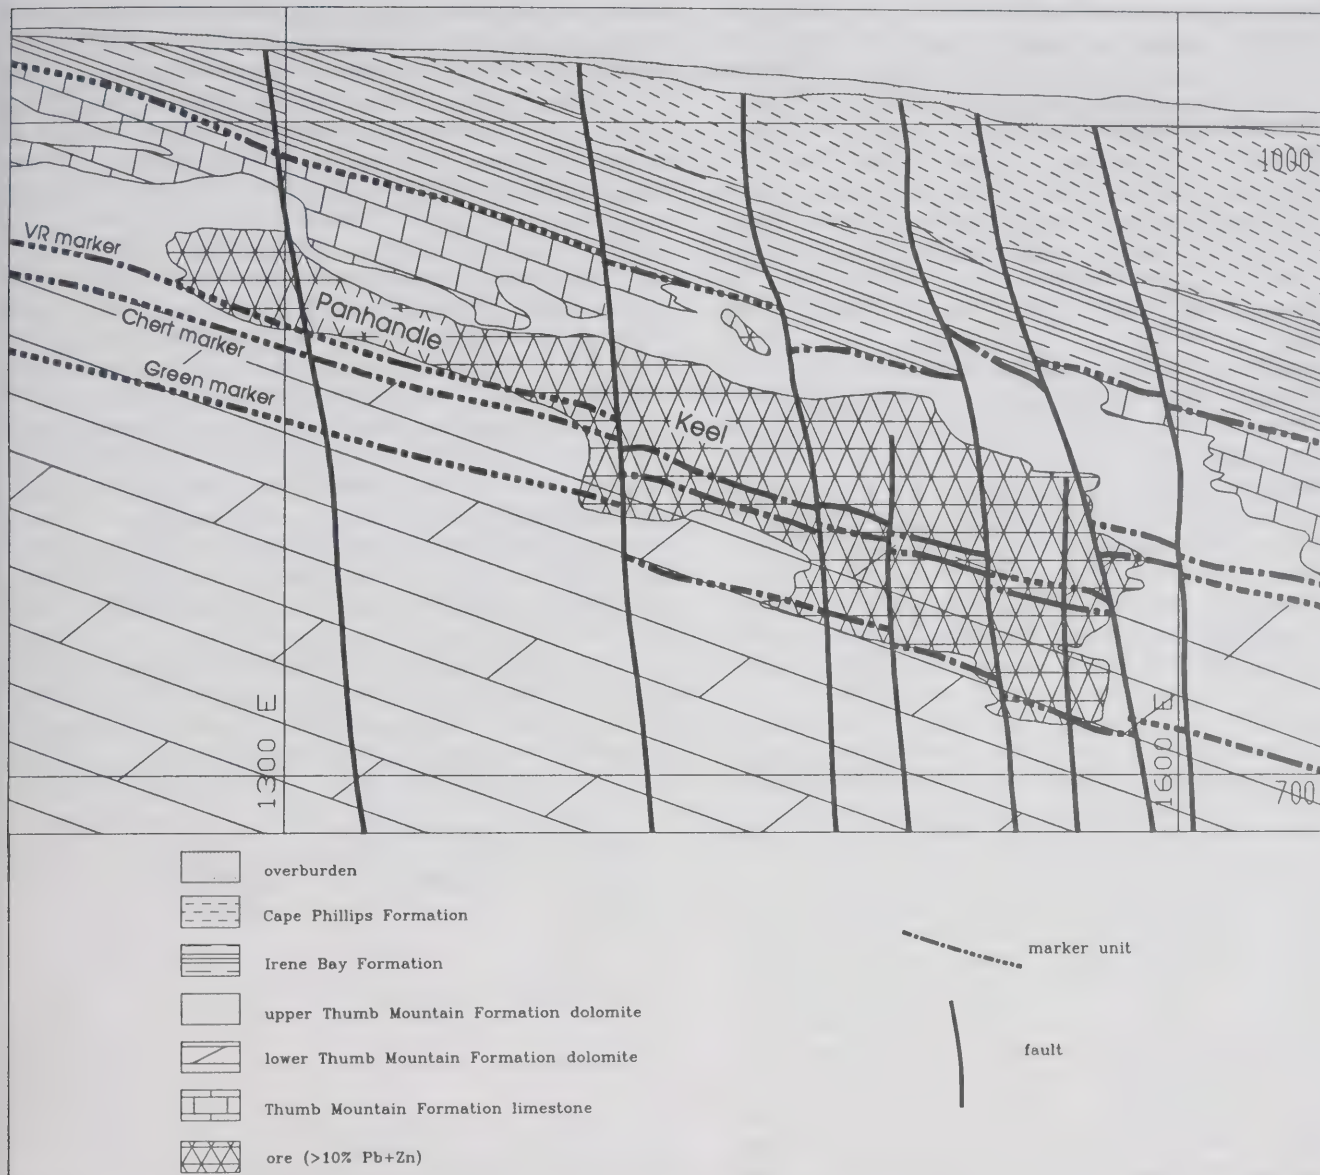 1000
VR marker
Chert marker
Green marker
Panhandle
Keel
1300 E
1600 E
700
overburden
Cape Phillips Formation
Irene Bay Formation
upper Thumb Mountain Formation dolomite
lower Thumb Mountain Formation dolomite
Thumb Mountain Formation limestone
ore (>10% Pb+Zn)
marker unit
fault